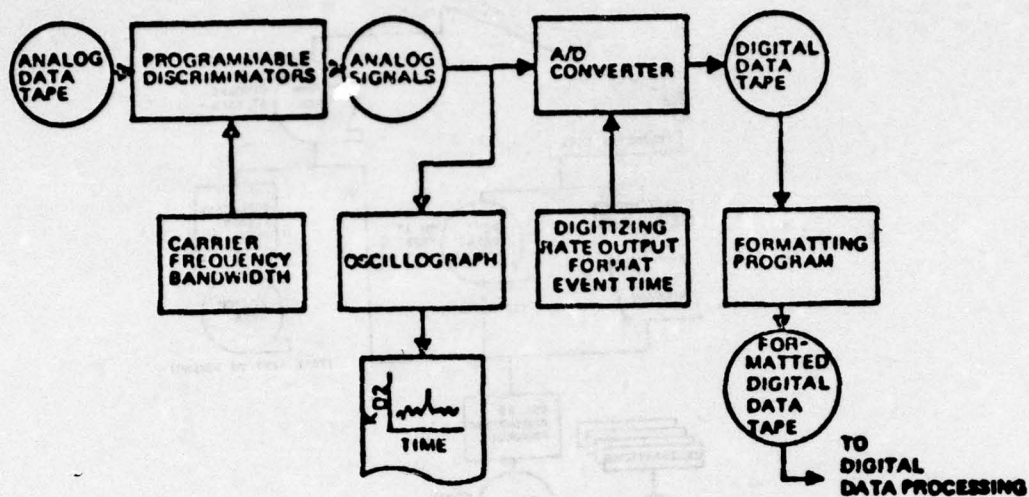 ANALOG
DATA
TAPE
PROGRAMMABLE
DISCRIMINATORS
ANALOG
SIGNALS
A/D
CONVERTER
DIGITAL
DATA
TAPE
CARRIER
FREQUENCY
BANDWIDTH
OSCILLOGRAPH
DIGITIZING
RATE OUTPUT
FORMAT
EVENT TIME
FORMATTING
PROGRAM
KD2
TIME
FOR-
MATTED
DIGITAL
DATA
TAPE
TO
DIGITAL
DATA PROCESSING